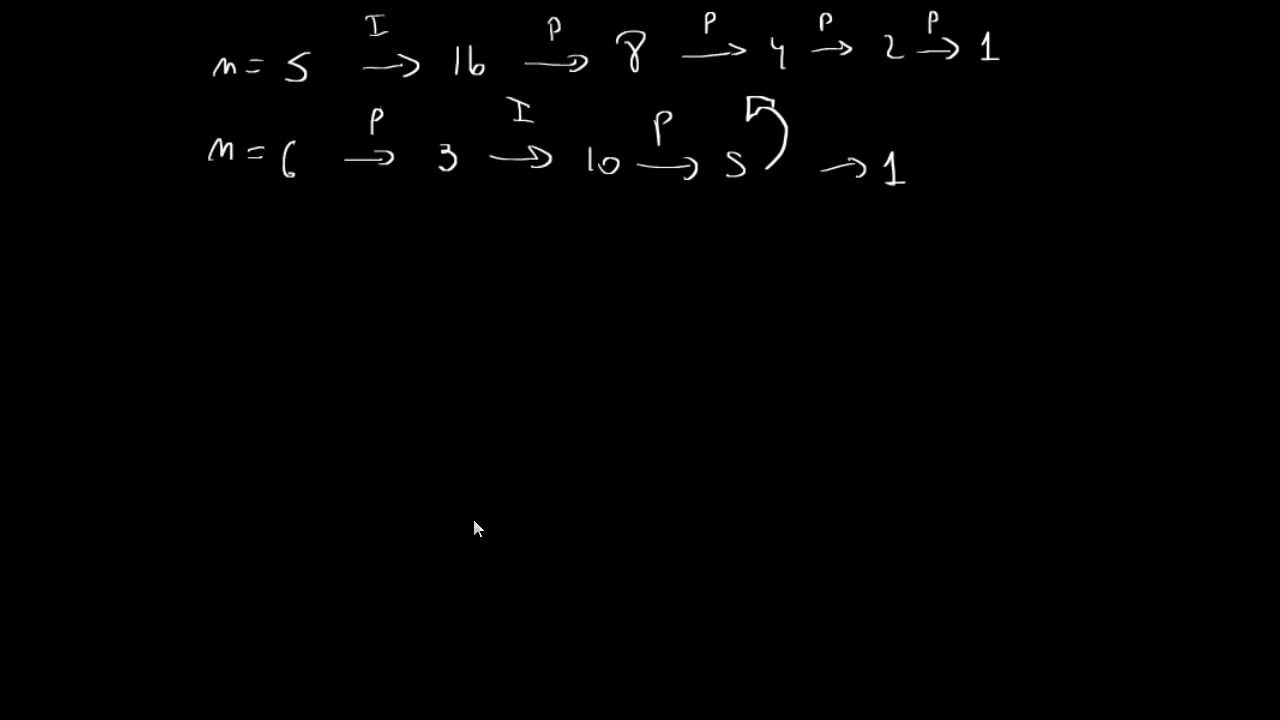 n = 5 I → 16 P → 8 P → 4 P → 2 P → 1
n = 6 P → 3 I → 10 P → 5 → 1